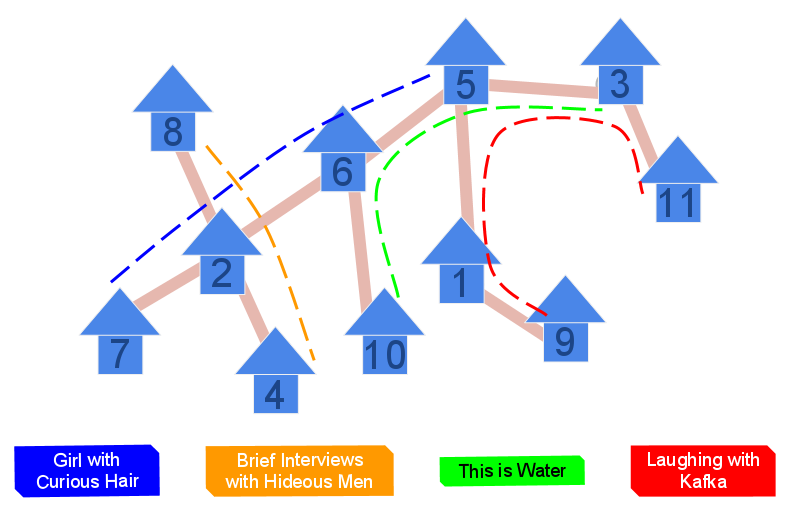 5
3
8
6
11
2
1
7
10
9
4
Girl with
Curious Hair
Brief Interviews
with Hideous Men
This is Water
Laughing with
Kafka